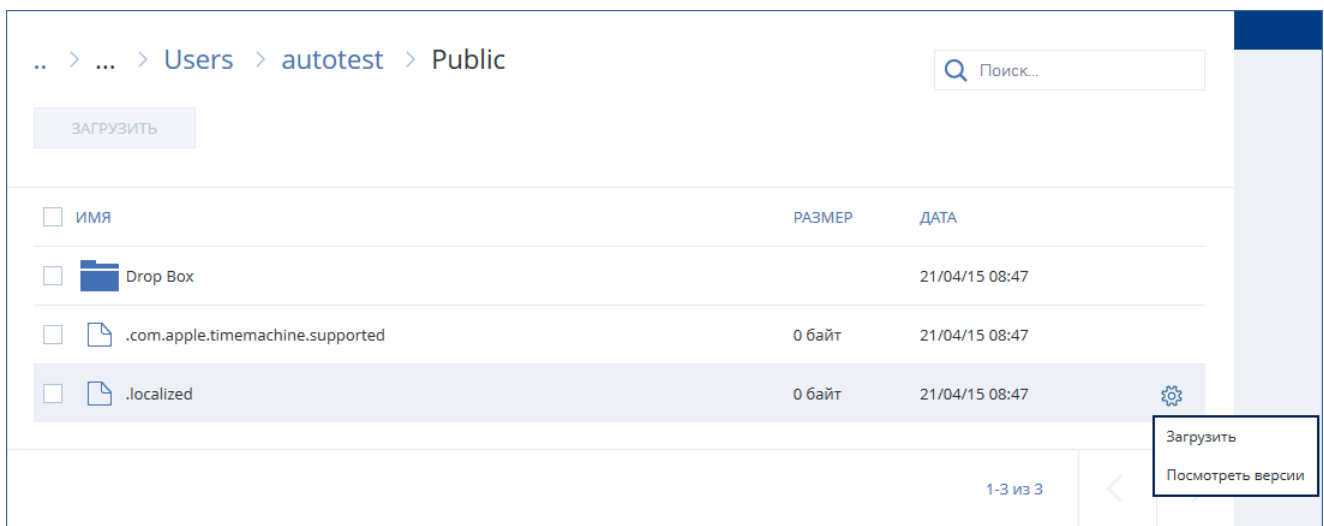 .. > ... > Users > autotest > Public
Поиск...
ЗАГРУЗИТЬ
ИМЯ РАЗМЕР ДАТА
Drop Box 21/04/15 08:47
.com.apple.timemachine.supported 0 байт 21/04/15 08:47
.localized 0 байт 21/04/15 08:47
Загрузить
Посмотреть версии
1-3 из 3